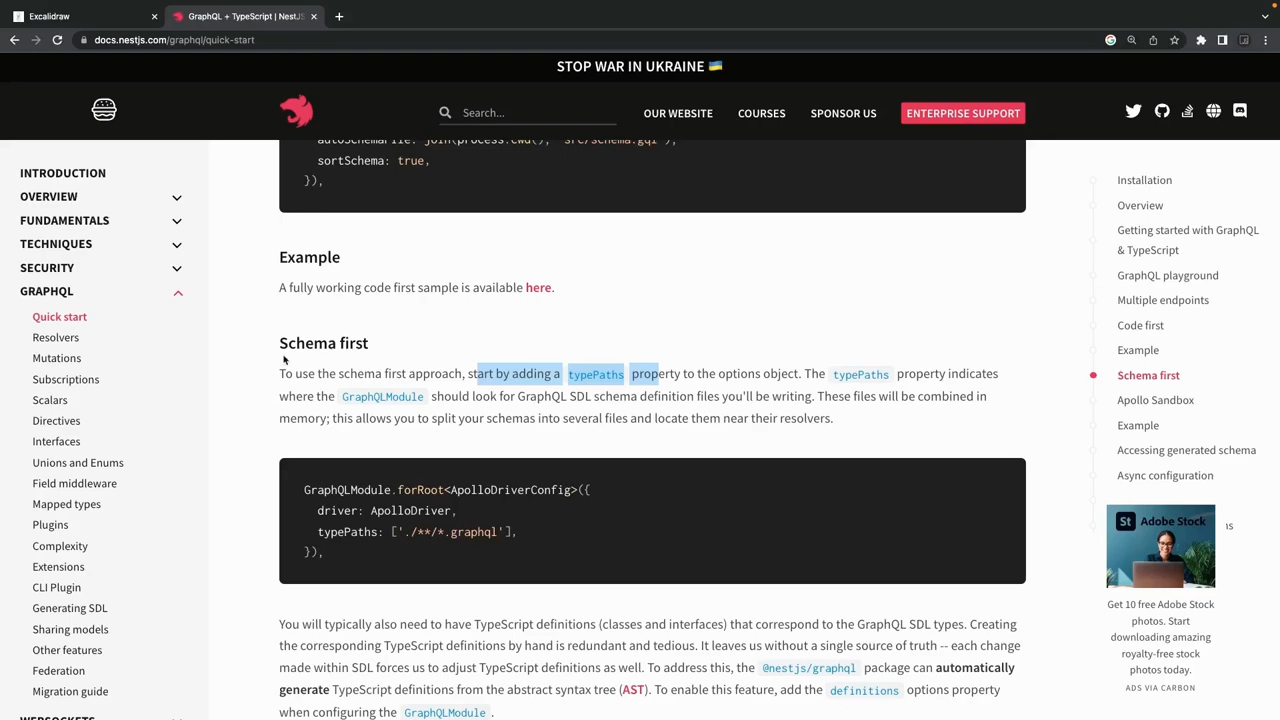 Excalidraw
GraphQL + TypeScript | NestJS
docs.nestjs.com/graphql/quick-start
STOP WAR IN UKRAINE 🇺🇦
Search...
OUR WEBSITE
COURSES
SPONSOR US
ENTERPRISE SUPPORT
INTRODUCTION
OVERVIEW
FUNDAMENTALS
TECHNIQUES
SECURITY
GRAPHQL
Quick start
Resolvers
Mutations
Subscriptions
Scalars
Directives
Interfaces
Unions and Enums
Field middleware
Mapped types
Plugins
Complexity
Extensions
CLI Plugin
Generating SDL
Sharing models
Other features
Federation
Migration guide
WEBSOCKETS
autoSchemaFile: join(process.cwd(), 'src/schema.gql'),
sortSchema: true,
}),
Example
A fully working code first sample is available here.
Schema first
To use the schema first approach, start by adding a typePaths property to the options object. The typePaths property indicates
where the GraphQLModule should look for GraphQL SDL schema definition files you'll be writing. These files will be combined in
memory; this allows you to split your schemas into several files and locate them near their resolvers.
GraphQLModule.forRoot<ApolloDriverConfig>({
driver: ApolloDriver,
typePaths: ['./**/*.graphql'],
}),
You will typically also need to have TypeScript definitions (classes and interfaces) that correspond to the GraphQL SDL types. Creating
the corresponding TypeScript definitions by hand is redundant and tedious. It leaves us without a single source of truth -- each change
made within SDL forces us to adjust TypeScript definitions as well. To address this, the @nestjs/graphql package can automatically
generate TypeScript definitions from the abstract syntax tree (AST). To enable this feature, add the definitions options property
when configuring the GraphQLModule.
Installation
Overview
Getting started with GraphQL
& TypeScript
GraphQL playground
Multiple endpoints
Code first
Example
Schema first
Apollo Sandbox
Example
Accessing generated schema
Async configuration
St Adobe Stock
Get 10 free Adobe Stock
photos. Start
downloading amazing
royalty-free stock
photos today.
ADS VIA CARBON